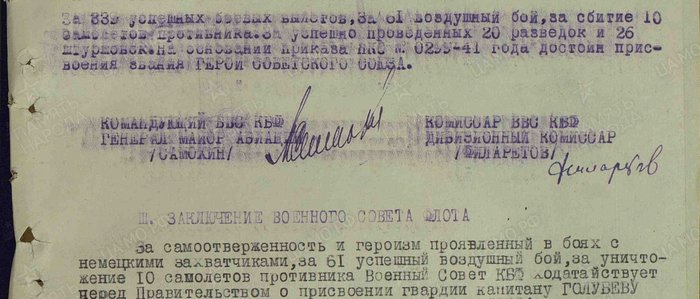 За 833 успешных боевых вылетов,за 61 воздушный бой,за сбитие 10
самолетов противника.За успешно проведенных 20 разведок и 26
штурмовок.На основании приказа НКО № 0299-41 года достоин прис-
воения звания ГЕРОЯ СОВЕТСКОГО СОЮЗА.
КОМАНДУЮЩИЙ ВВС КБФ
ГЕНЕРАЛ МАЙОР АВИАЦИИ
/САМОХИН/
КОМИССАР ВВС КБФ
ДИВИЗИОННЫЙ КОМИССАР
/ФИЛАРЕТОВ/
Ш. ЗАКЛЮЧЕНИЕ ВОЕННОГО СОВЕТА ФЛОТА
За самоотверженность и героизм проявленный в боях с
немецкими захватчиками,за 61 успешный воздушный бой,за уничто-
жение 10 самолетов противника Военный Совет КБФ ходатайствует
перед Правительством о присвоении гвардии капитану ГОЛУБЕВУ